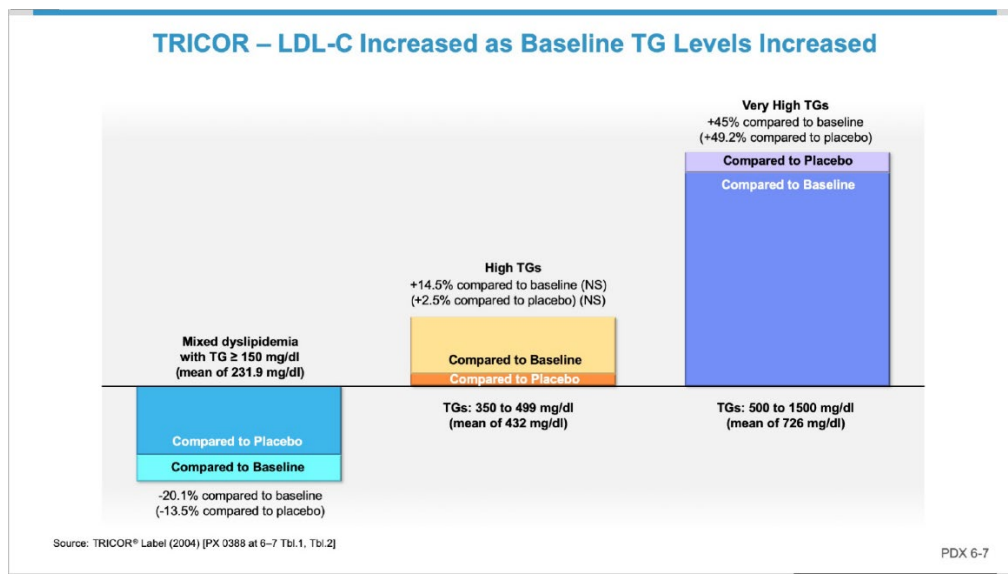 TRICOR – LDL-C Increased as Baseline TG Levels Increased
Very High TGs
+45% compared to baseline
(+49.2% compared to placebo)
Compared to Placebo
Compared to Baseline
High TGs
+14.5% compared to baseline (NS)
(+2.5% compared to placebo) (NS)
Compared to Baseline
Compared to Placebo
Mixed dyslipidemia
with TG ≥ 150 mg/dl
(mean of 231.9 mg/dl)
TGs: 350 to 499 mg/dl
(mean of 432 mg/dl)
TGs: 500 to 1500 mg/dl
(mean of 726 mg/dl)
Compared to Placebo
Compared to Baseline
-20.1% compared to baseline
(-13.5% compared to placebo)
Source: TRICOR® Label (2004) [PX 0388 at 6–7 Tbl.1, Tbl.2]
PDX 6-7